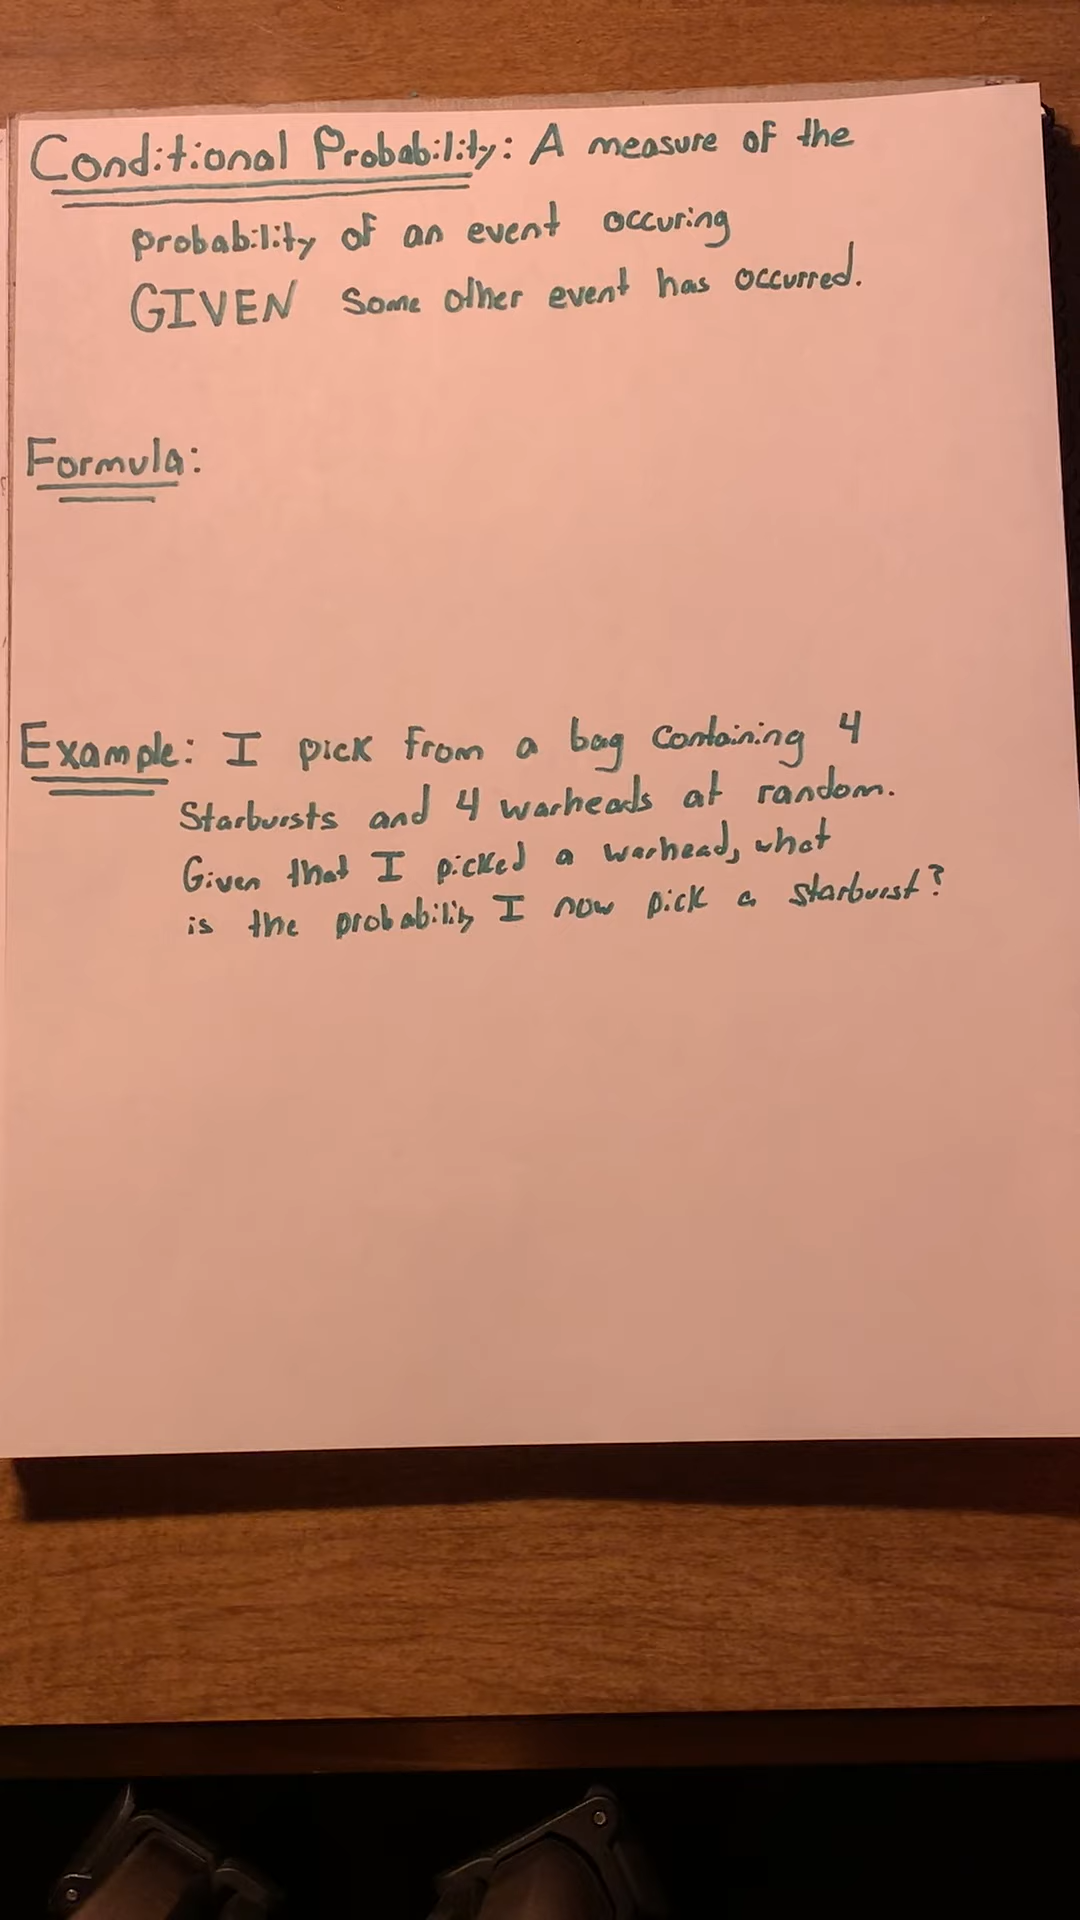 Conditional Probability: A measure of the
probability of an event occuring
GIVEN some other event has occurred.
Formula:
Example: I pick from a bag containing 4
Starbursts and 4 warheads at random.
Given that I picked a warhead, what
is the probability I now pick a starburst?